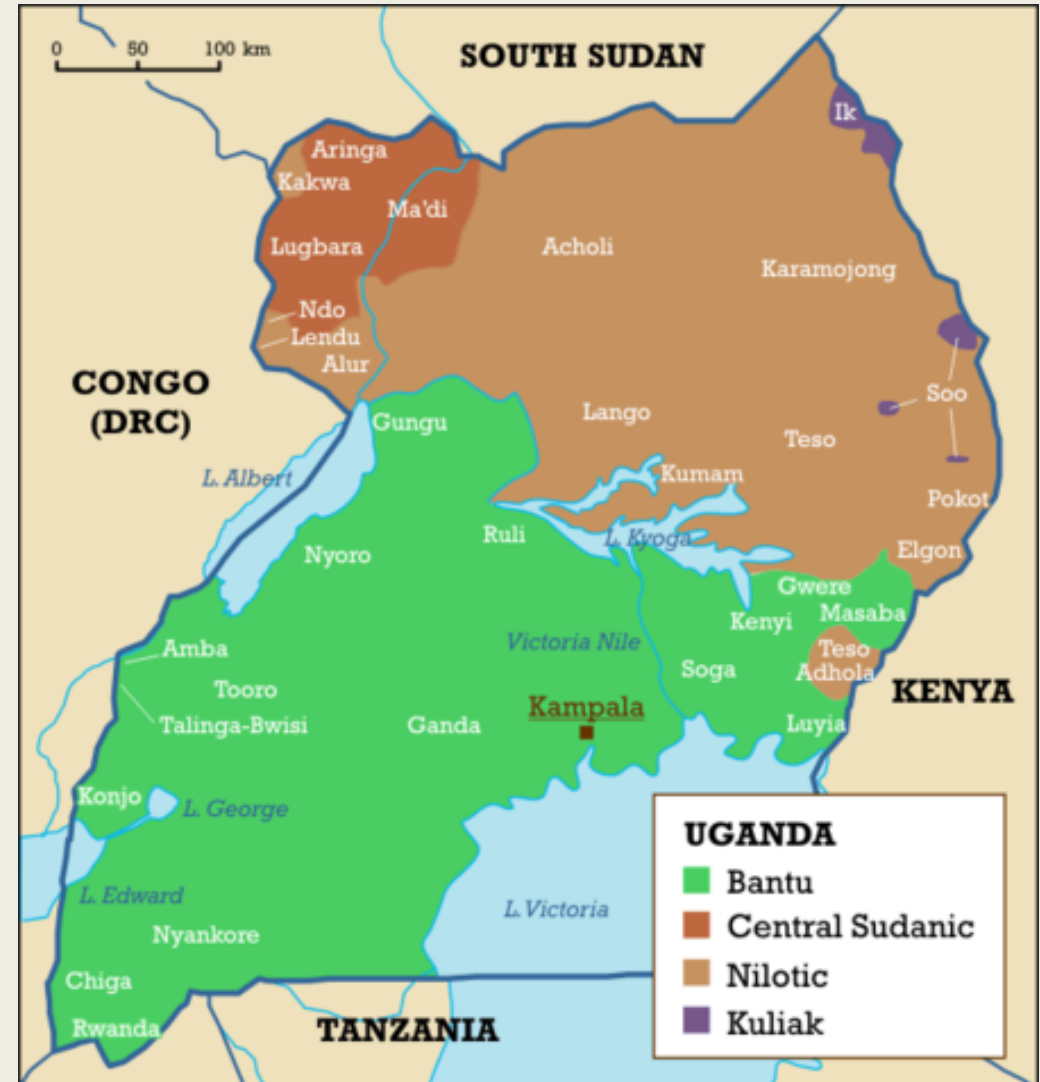 0 50 100 km
SOUTH SUDAN
Ik
Aringa
Kakwa
Ma'di
Lugbara
Acholi
Karamojong
Ndo
Lendu
Alur
CONGO
(DRC)
Soo
Gungu
Lango
Teso
Kumam
L. Albert
Pokot
Ruli
L. Kyoga
Nyoro
Elgon
Gwere
Kenyi
Masaba
Victoria Nile
Amba
Teso
Adhola
Soga
Tooro
KENYA
Kampala
Talinga-Bwisi
Ganda
Luyia
Konjo
L. George
L. Edward
L. Victoria
Nyankore
Chiga
Rwanda
TANZANIA
UGANDA
Bantu
Central Sudanic
Nilotic
Kuliak